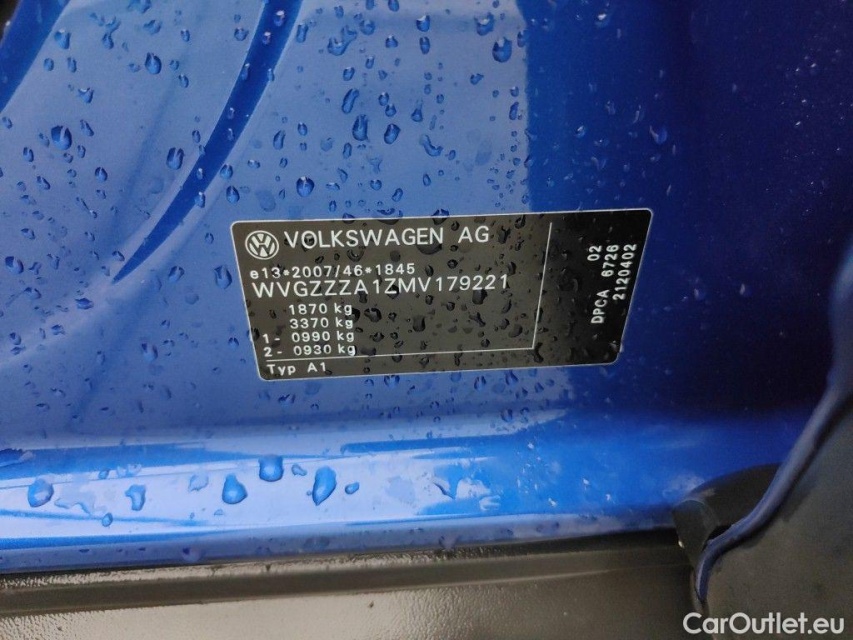 VOLKSWAGEN AG
e13*2007/46*1845
WVGZZZA1ZMV179221
1870 kg
3370 kg
1- 0990 kg
2- 0930 kg
Typ A1
02
DPCA 6726
2120402
CarOutlet.eu